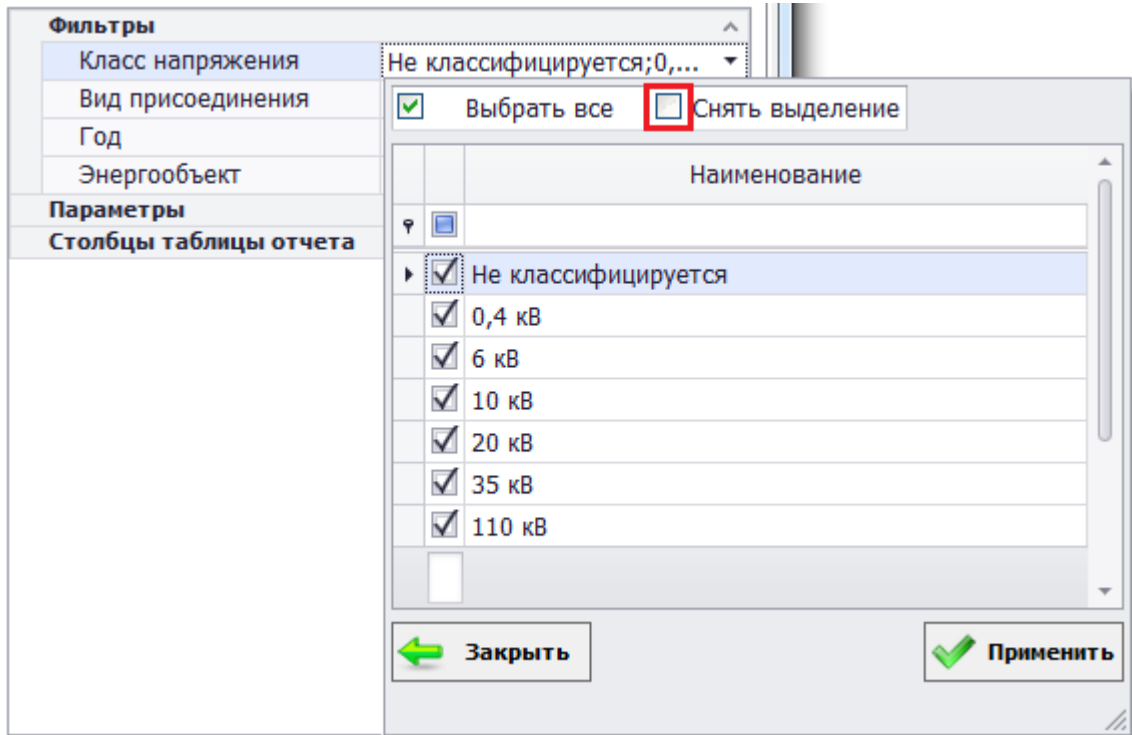 Фильтры
Класс напряжения
Не классифицируется;0,...
Вид присоединения
Выбрать все
Снять выделение
Год
Энергообъект
Наименование
Параметры
Столбцы таблицы отчета
Не классифицируется
0,4 кВ
6 кВ
10 кВ
20 кВ
35 кВ
110 кВ
Закрыть
Применить